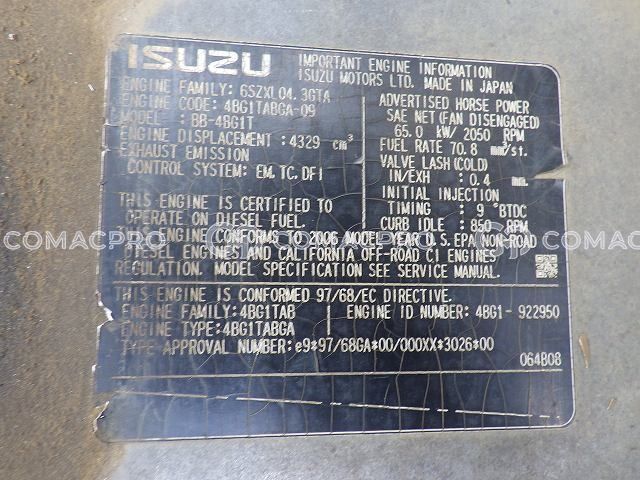 ISUZU
IMPORTANT ENGINE INFORMATION
ISUZU MOTORS LTD. MADE IN JAPAN
ENGINE FAMILY: 6SZXL04.3GTA
ENGINE CODE: 4BG1TABGA-09
MODEL : BB-4BG1T
ENGINE DISPLACEMENT: 4329 cm³
EXHAUST EMISSION
CONTROL SYSTEM: EM,TC,DFI
THIS ENGINE IS CERTIFIED TO
OPERATE ON DIESEL FUEL.
ADVERTISED HORSE POWER
SAE NET(FAN DISENGAGED)
65.0 kW/ 2050 RPM
FUEL RATE 70.8 mm³/st.
VALVE LASH(COLD)
IN/EXH : 0.4 mm.
INITIAL INJECTION
TIMING : 9 °BTDC
CURB IDLE : 850 RPM
THIS ENGINE CONFORMS TO 2006 MODEL YEAR U.S.EPA NON-ROAD
DIESEL ENGINES AND CALIFORNIA OFF-ROAD CI ENGINES
REGULATION. MODEL SPECIFICATION SEE SERVICE MANUAL.
THIS ENGINE IS CONFORMED 97/68/EC DIRECTIVE.
ENGINE FAMILY:4BG1TAB
ENGINE ID NUMBER: 4BG1- 922950
ENGINE TYPE:4BG1TABGA
TYPE-APPROVAL NUMBER:e9*97/68GA*00/000XX*3026*00
064808
COMACPRO
COMACPRO
COMACPRO